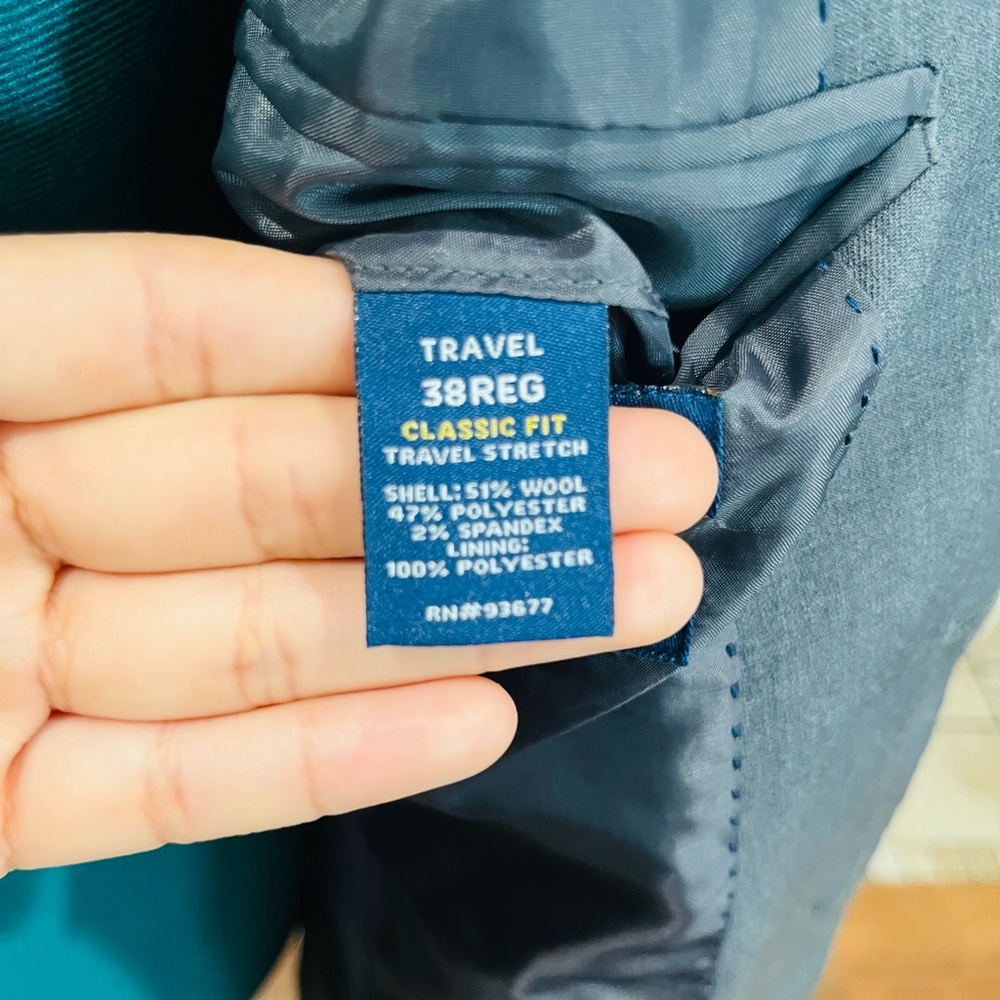 TRAVEL
38REG
CLASSIC FIT
TRAVEL STRETCH
SHELL: 51% WOOL
47% POLYESTER
2% SPANDEX
LINING:
100% POLYESTER
RN#93677